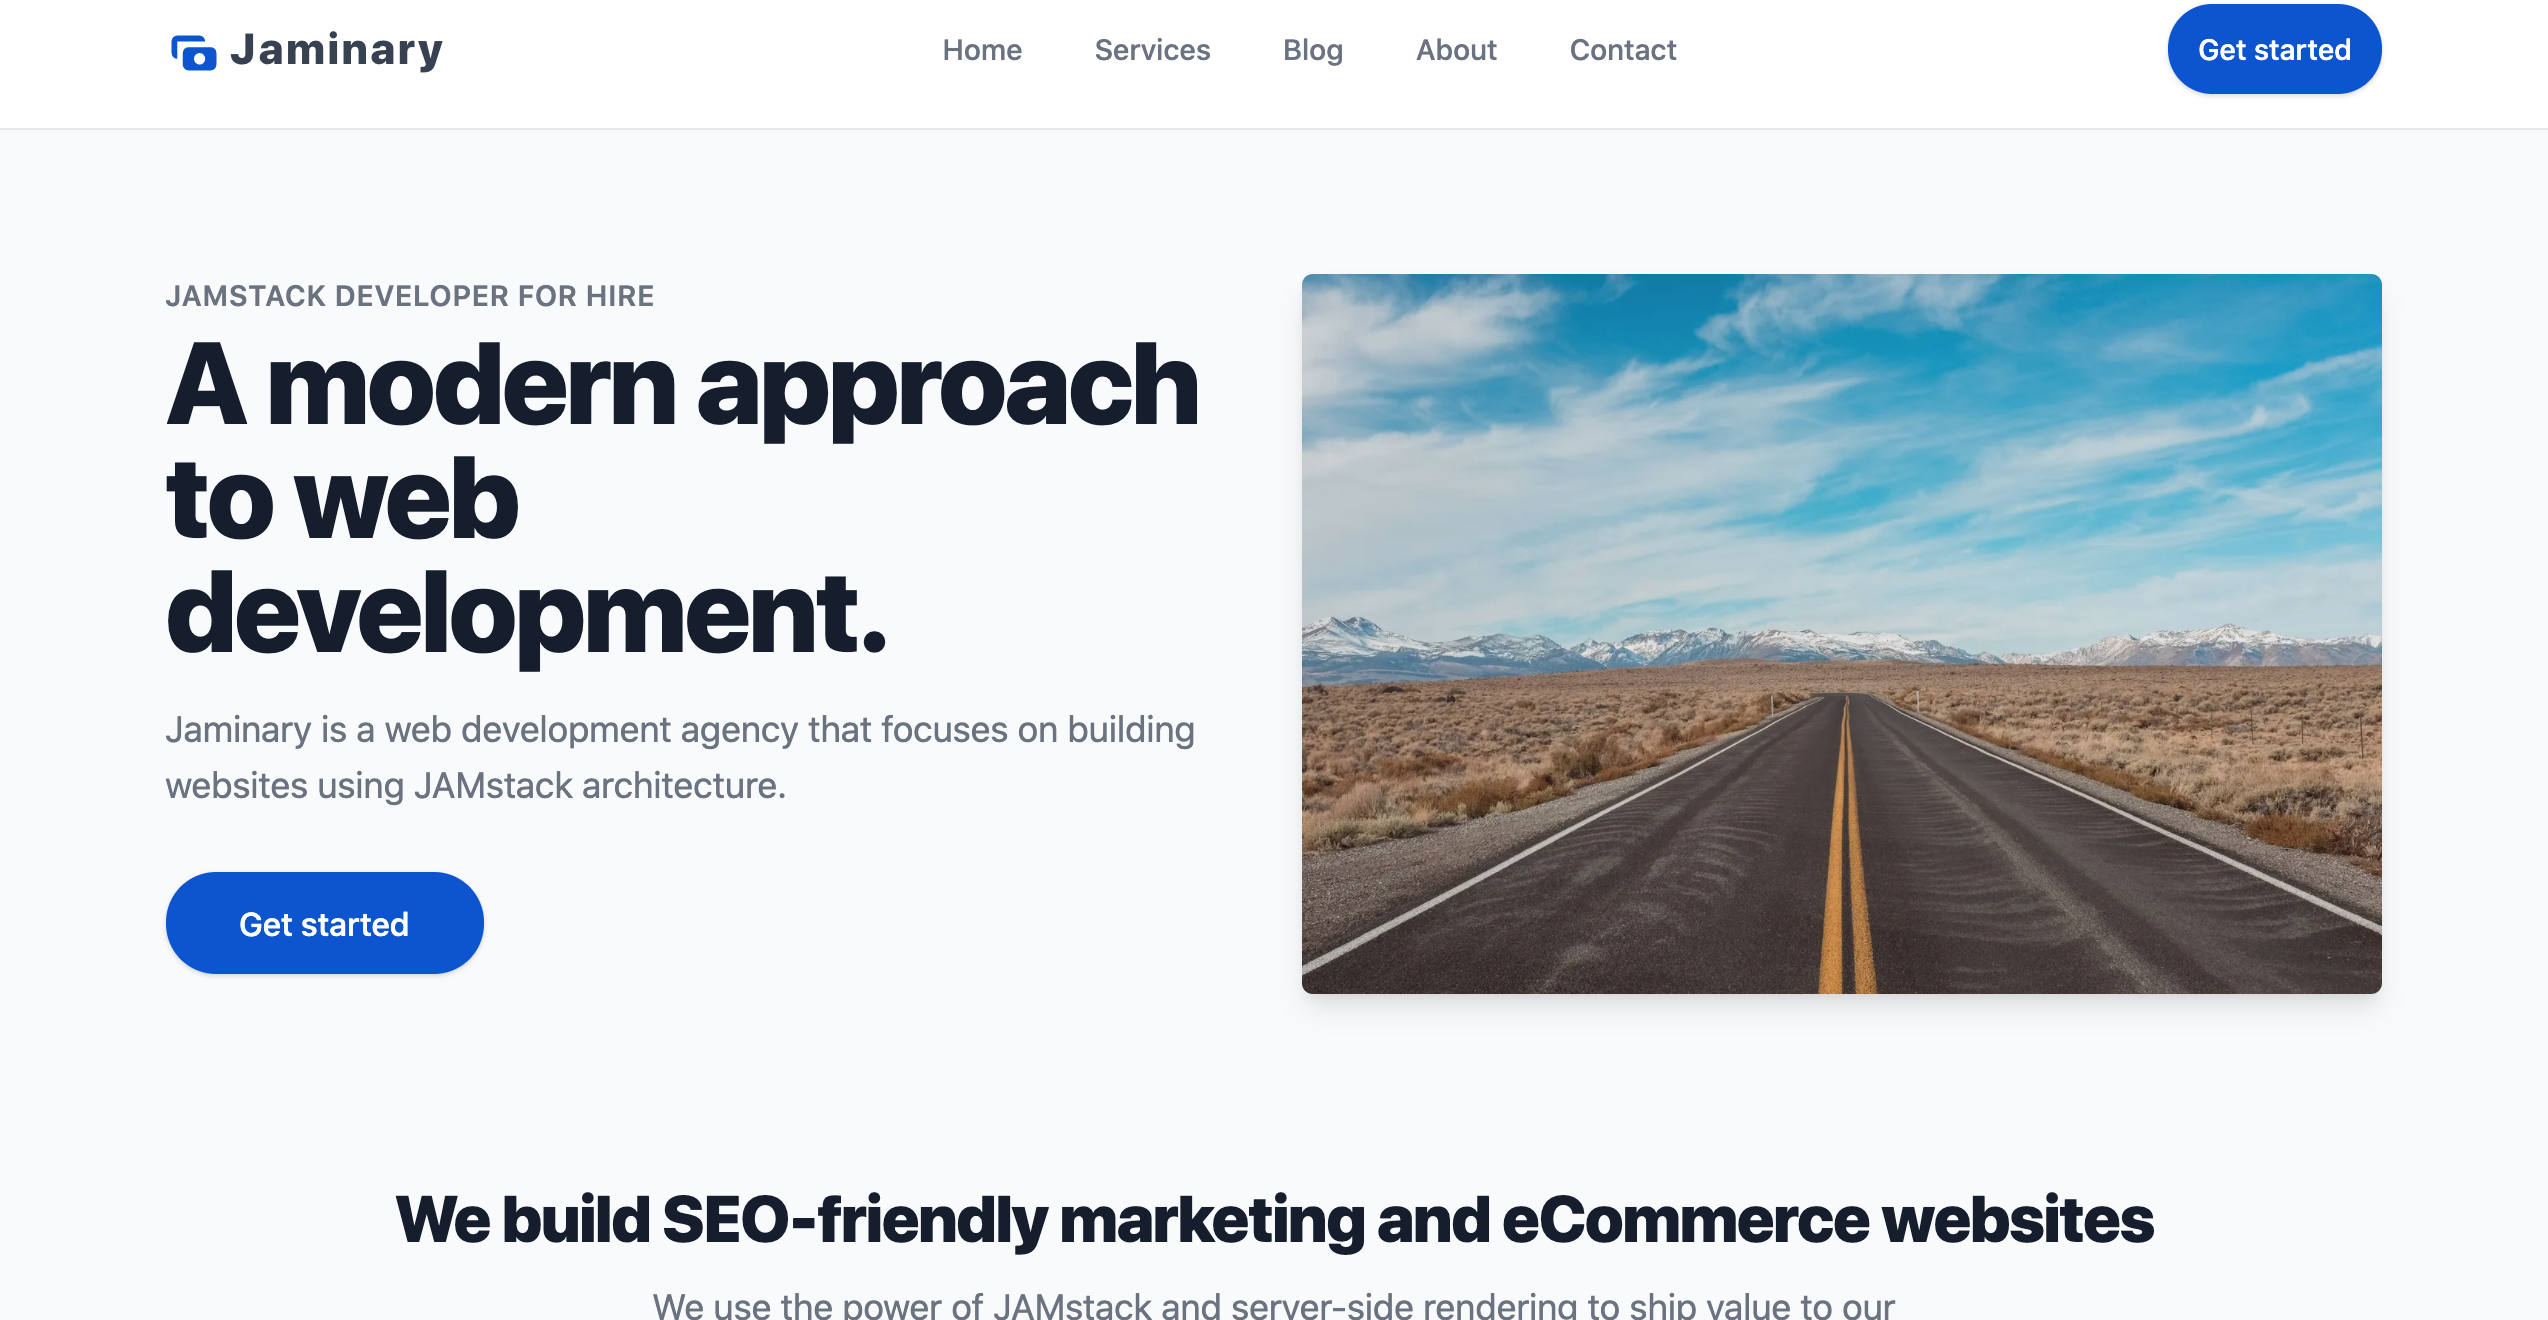 Jaminary
Home
Services
Blog
About
Contact
Get started
JAMSTACK DEVELOPER FOR HIRE
A modern approach
to web
development.
Jaminary is a web development agency that focuses on building
websites using JAMstack architecture.
Get started
We build SEO-friendly marketing and eCommerce websites
We use the power of JAMstack and server-side rendering to ship value to our